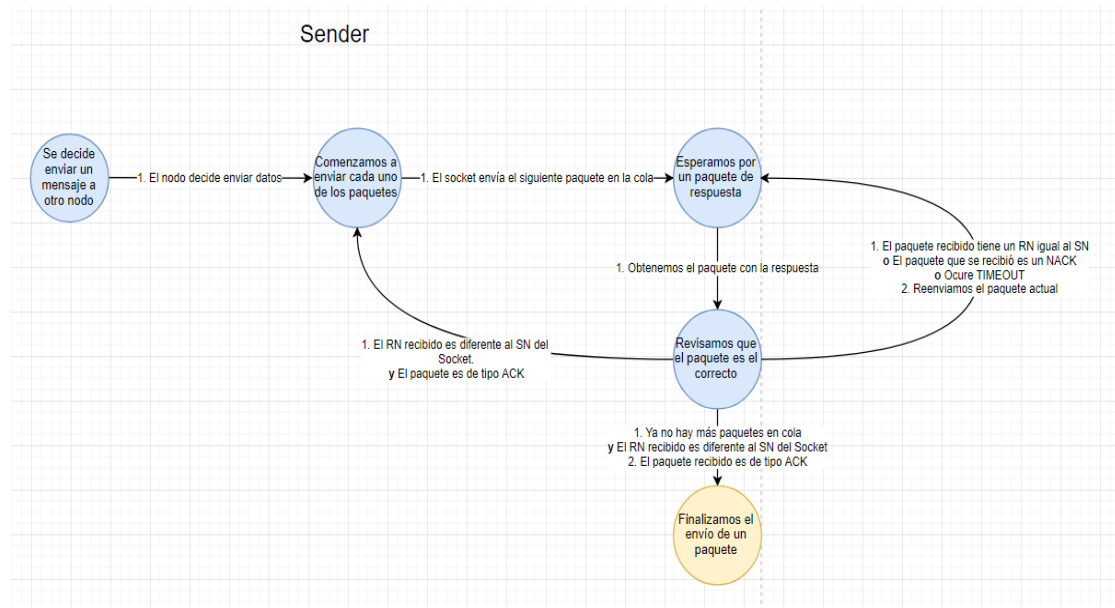 Sender
Se decide
enviar un
mensaje a
otro nodo
1. El nodo decide enviar datos
Comenzamos a
enviar cada uno
de los paquetes
1. El socket envía el siguiente paquete en la cola
Esperamos por
un paquete de
respuesta
1. El paquete recibido tiene un RN igual al SN
o El paquete que se recibió es un NACK
o Ocure TIMEOUT
2. Reenviamos el paquete actual
1. Obtenemos el paquete con la respuesta
1. El RN recibido es diferente al SN del
Socket.
y El paquete es de tipo ACK
Revisamos que
el paquete es el
correcto
1. Ya no hay más paquetes en cola
y El RN recibido es diferente al SN del Socket
2. El paquete recibido es de tipo ACK
Finalizamos el
envío de un
paquete